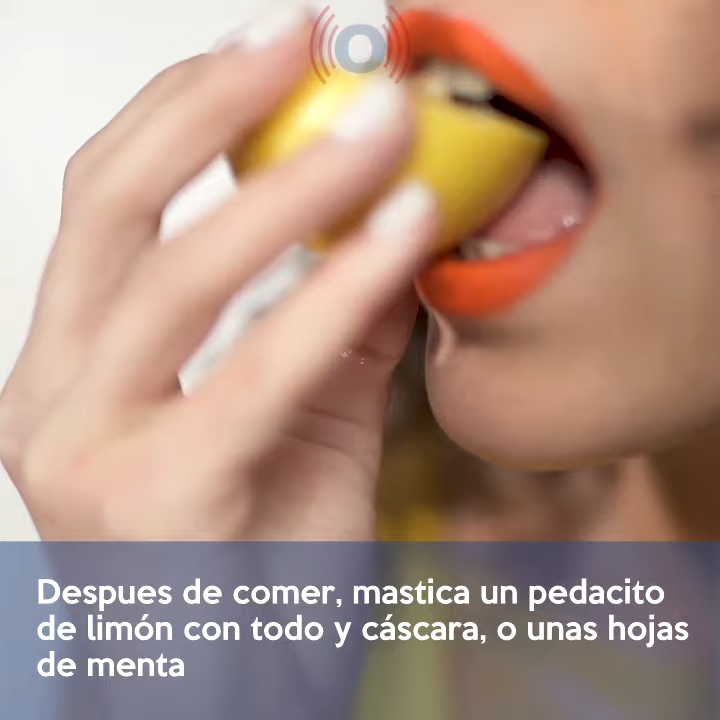 Despues de comer, mastica un pedacito
de limón con todo y cáscara, o unas hojas
de menta